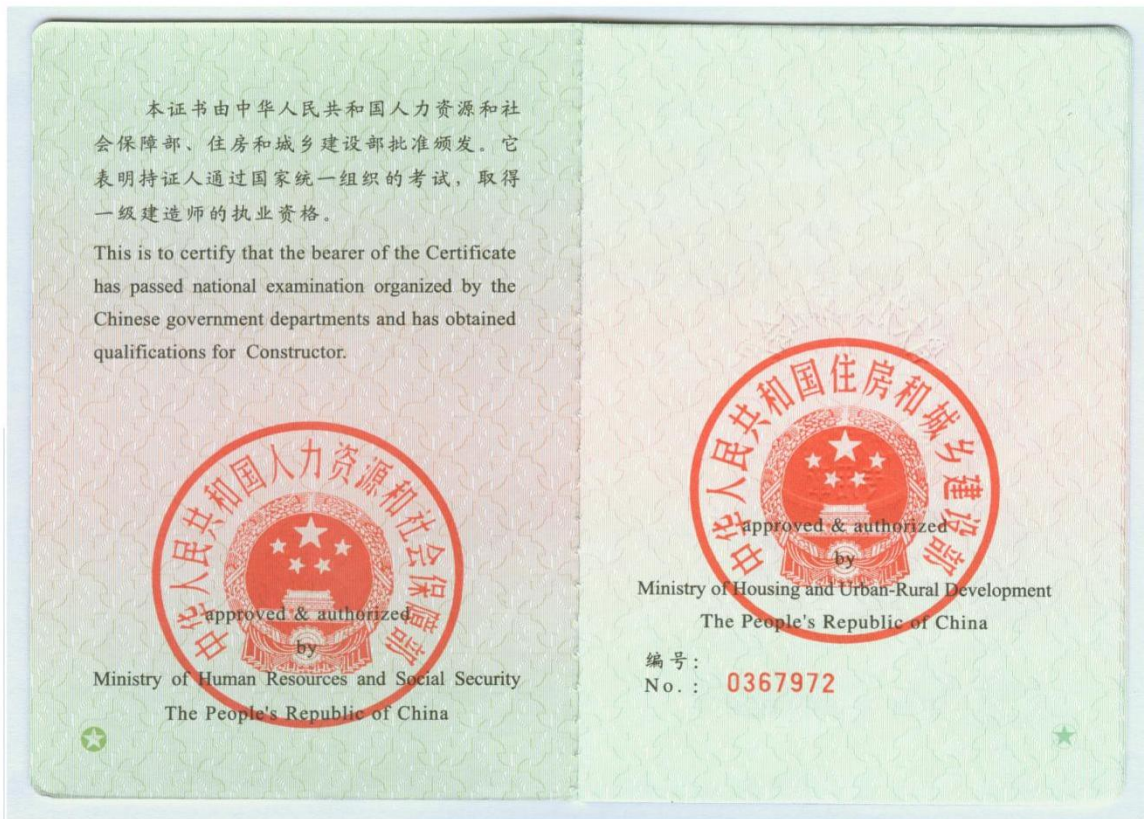 本证书由中华人民共和国人力资源和社
会保障部、住房和城乡建设部批准颁发。它
表明持证人通过国家统一组织的考试，取得
一级建造师的执业资格。
This is to certify that the bearer of the Certificate
has passed national examination organized by the
Chinese government departments and has obtained
qualifications for Constructor.
中华人民共和国人力资源和社会保障部
approved & authorized
by
Ministry of Human Resources and Social Security
The People's Republic of China
中华人民共和国住房和城乡建设部
approved & authorized
by
Ministry of Housing and Urban-Rural Development
The People's Republic of China
编号：
No.: 0367972